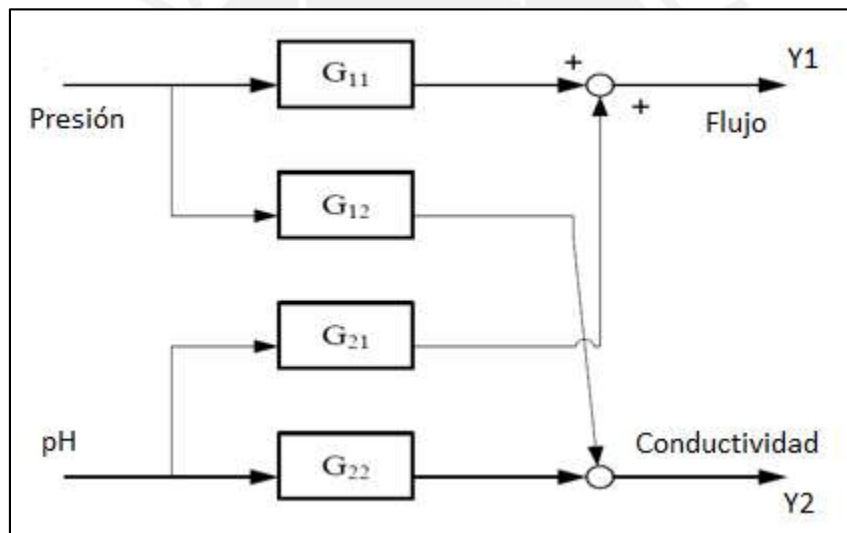 G11
+
Y1
Presión
+
Flujo
G12
G21
pH
Conductividad
G22
Y2